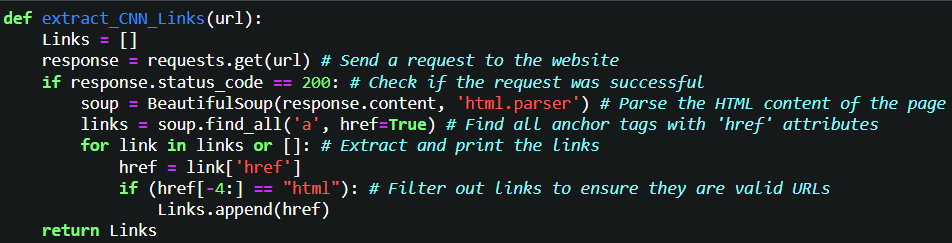 def extract_CNN_Links(url):
    Links = []
    response = requests.get(url) # Send a request to the website
    if response.status_code == 200: # Check if the request was successful
        soup = BeautifulSoup(response.content, 'html.parser') # Parse the HTML content of the page
        links = soup.find_all('a', href=True) # Find all anchor tags with 'href' attributes
        for link in links or []: # Extract and print the links
            href = link['href']
            if (href[-4:] == "html"): # Filter out links to ensure they are valid URLs
                Links.append(href)
    return Links